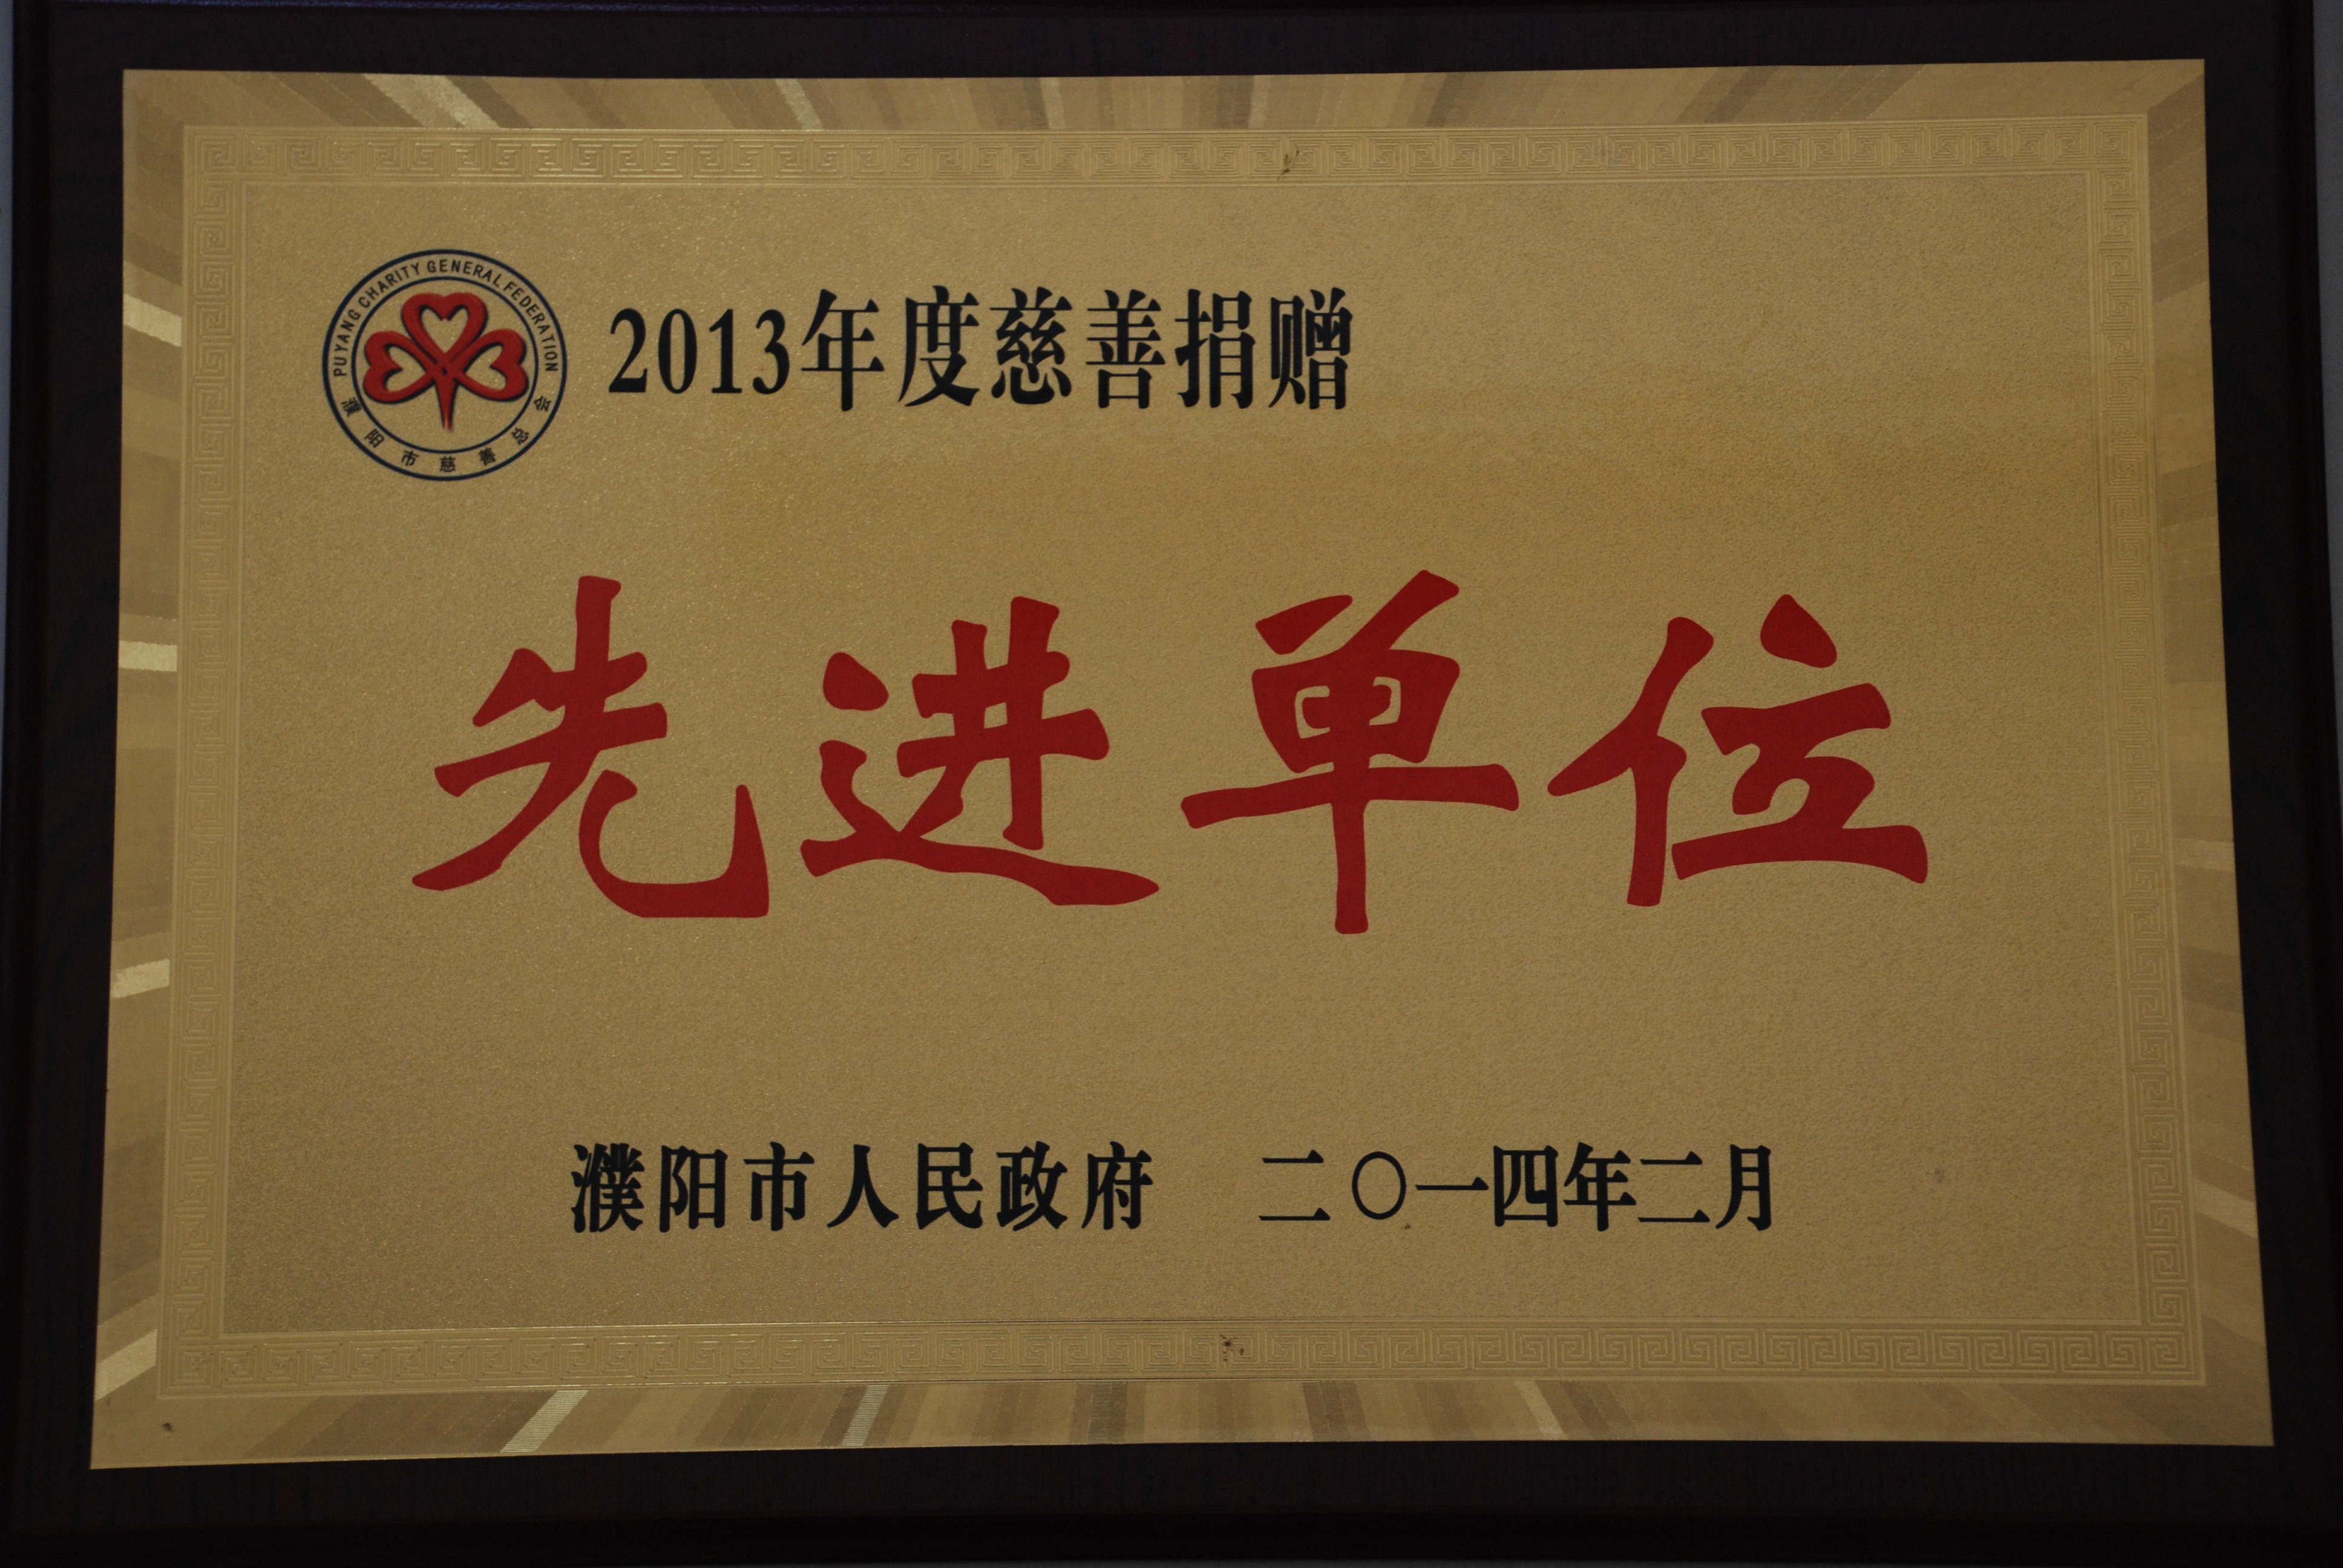 PUYANG CHARITY GENERAL FEDERATION
濮阳市慈善总会
2013年度慈善捐赠
先进单位
濮阳市人民政府 二〇一四年二月